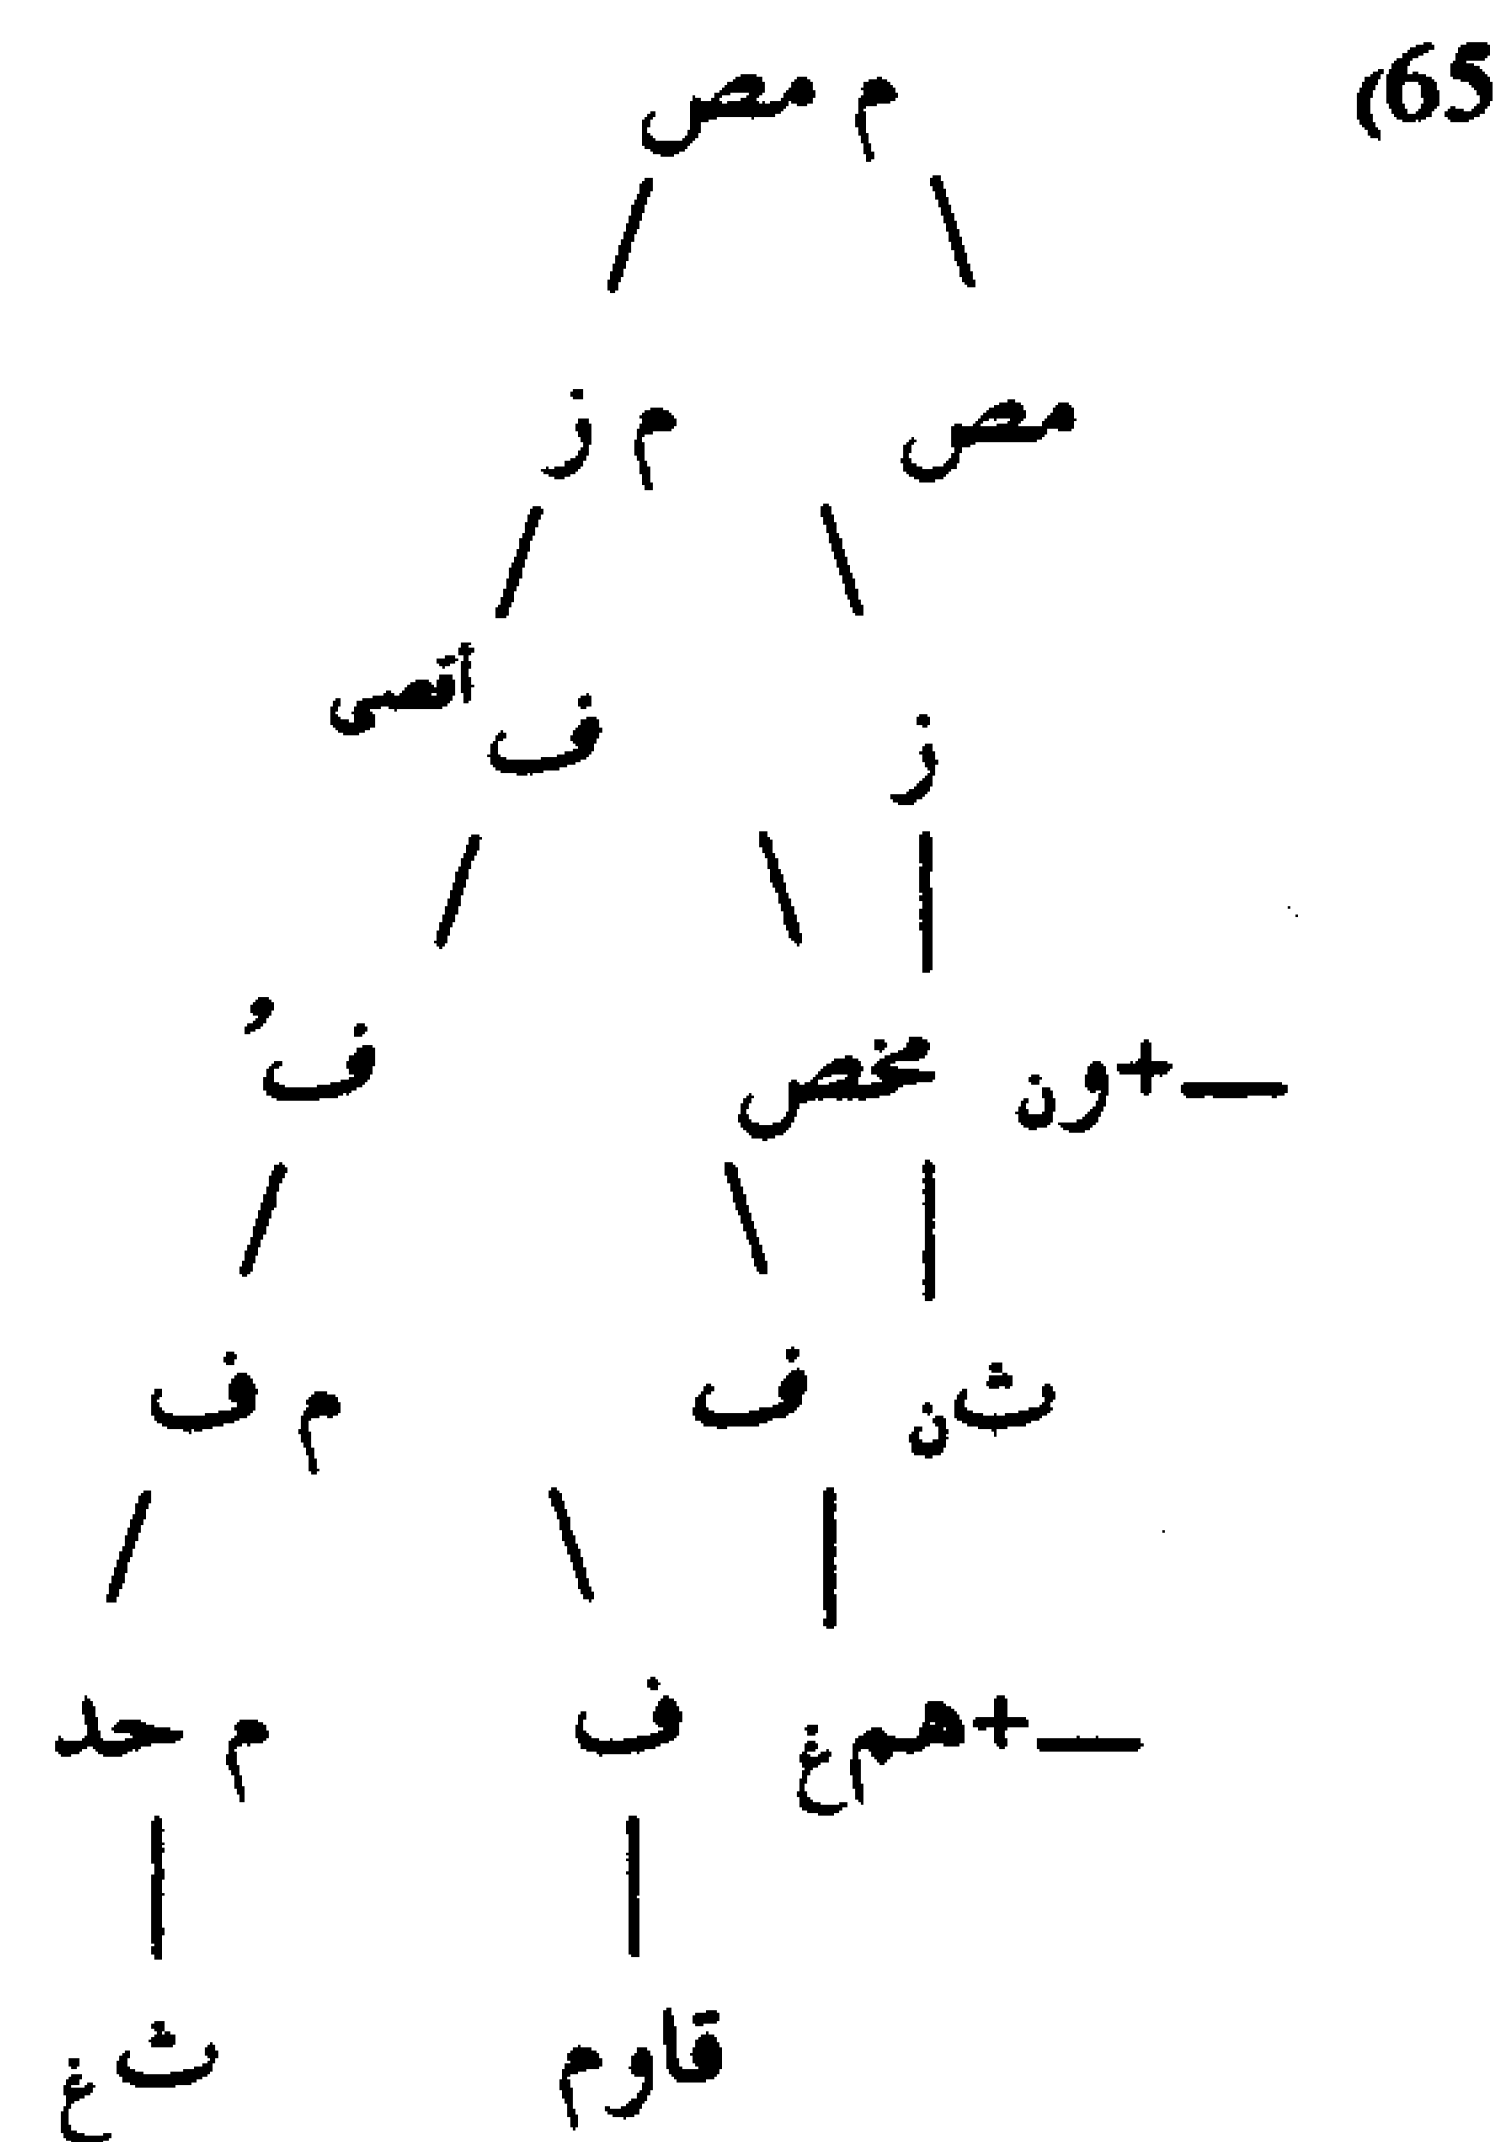 (65
م مص
مص م ز
ز ف أقصى
ـــ+ون مخص فُ
ثن ف م ف
ـــ+همغ ف م حد
قاوم ثغ